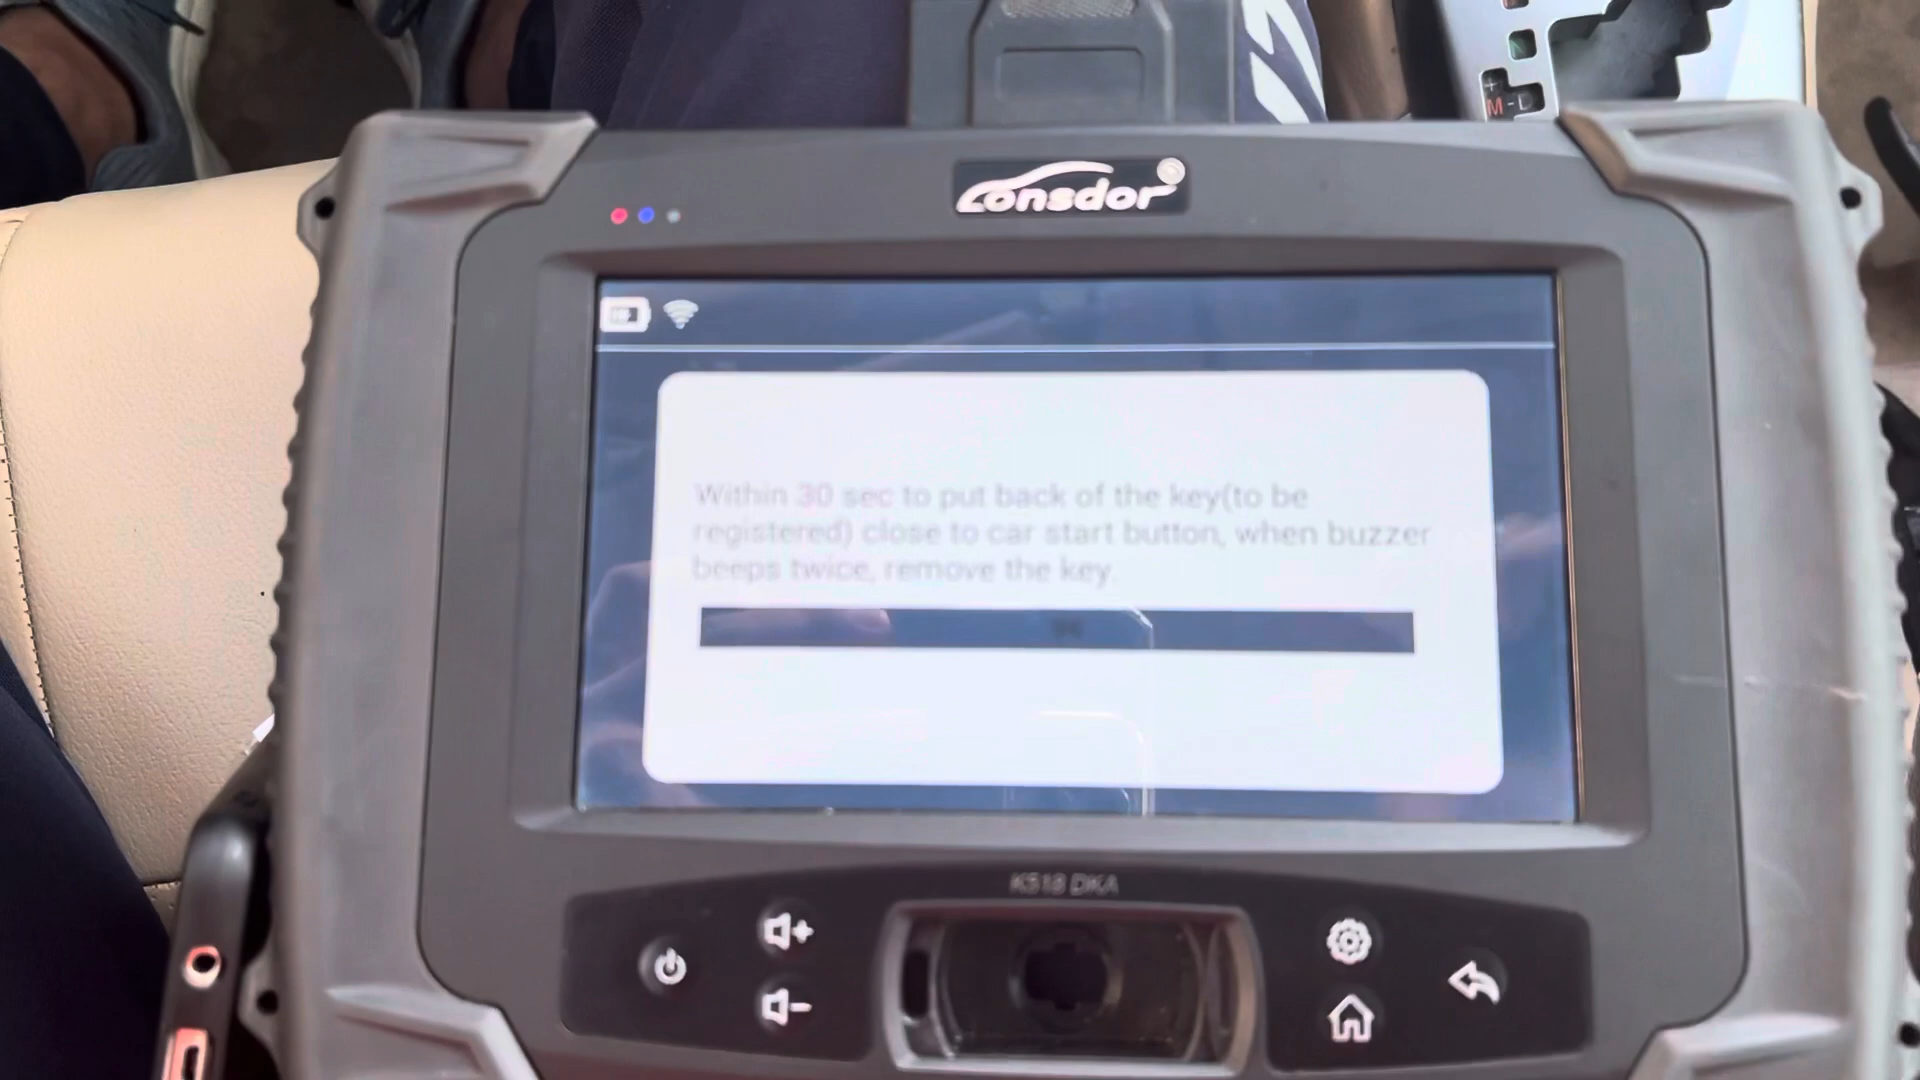 +
M - D
Lonsdor
Within 30 sec to put back of the key(to be
registered) close to car start button, when buzzer
beeps twice, remove the key.
K518 DKA